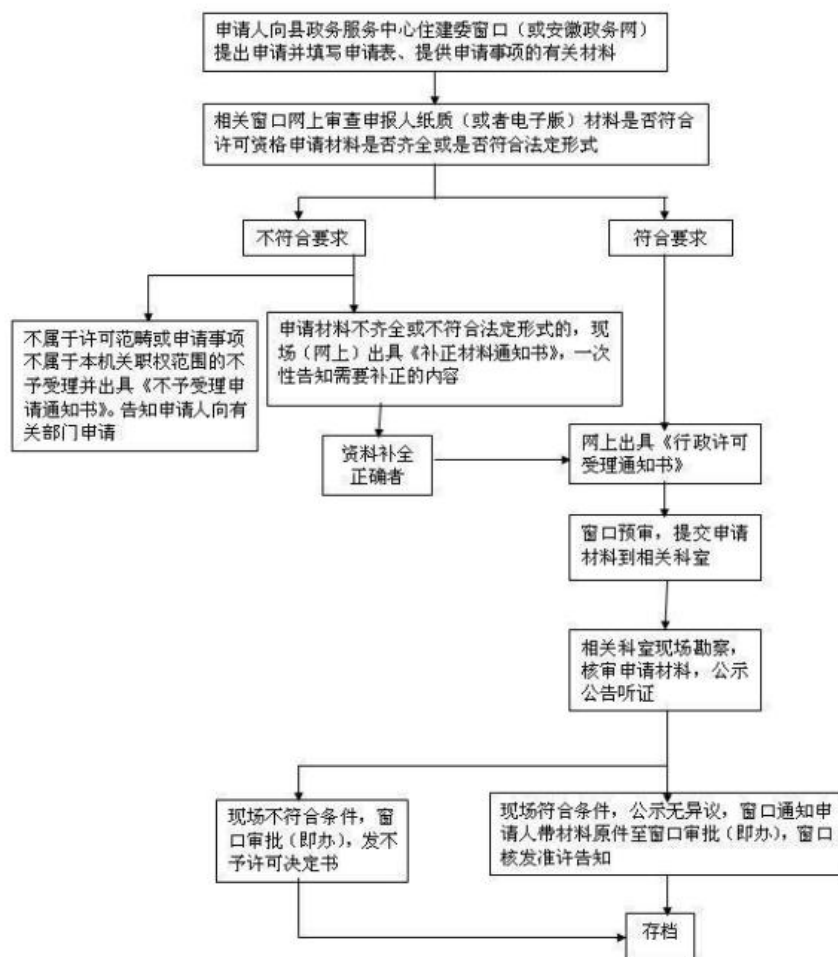 申请人向县政务服务中心住建委窗口（或安徽政务网）
提出申请并填写申请表、提供申请事项的有关材料
相关窗口网上审查申报人纸质（或者电子版）材料是否符合
许可资格申请材料是否齐全或是否符合法定形式
不符合要求
符合要求
不属于许可范畴或申请事项
不属于本机关职权范围的不
予受理并出具《不予受理申
请通知书》。告知申请人向有
关部门申请
申请材料不齐全或不符合法定形式的，现
场（网上）出具《补正材料通知书》，一次
性告知需要补正的内容
资料补全
正确者
网上出具《行政许可
受理通知书》
窗口预审，提交申请
材料到相关科室
相关科室现场勘察，
核审申请材料，公示
公告听证
现场不符合条件，窗
口审批（即办），发不
予许可决定书
现场符合条件，公示无异议，窗口通知申
请人带材料原件至窗口审批（即办），窗口
核发准许告知
存档